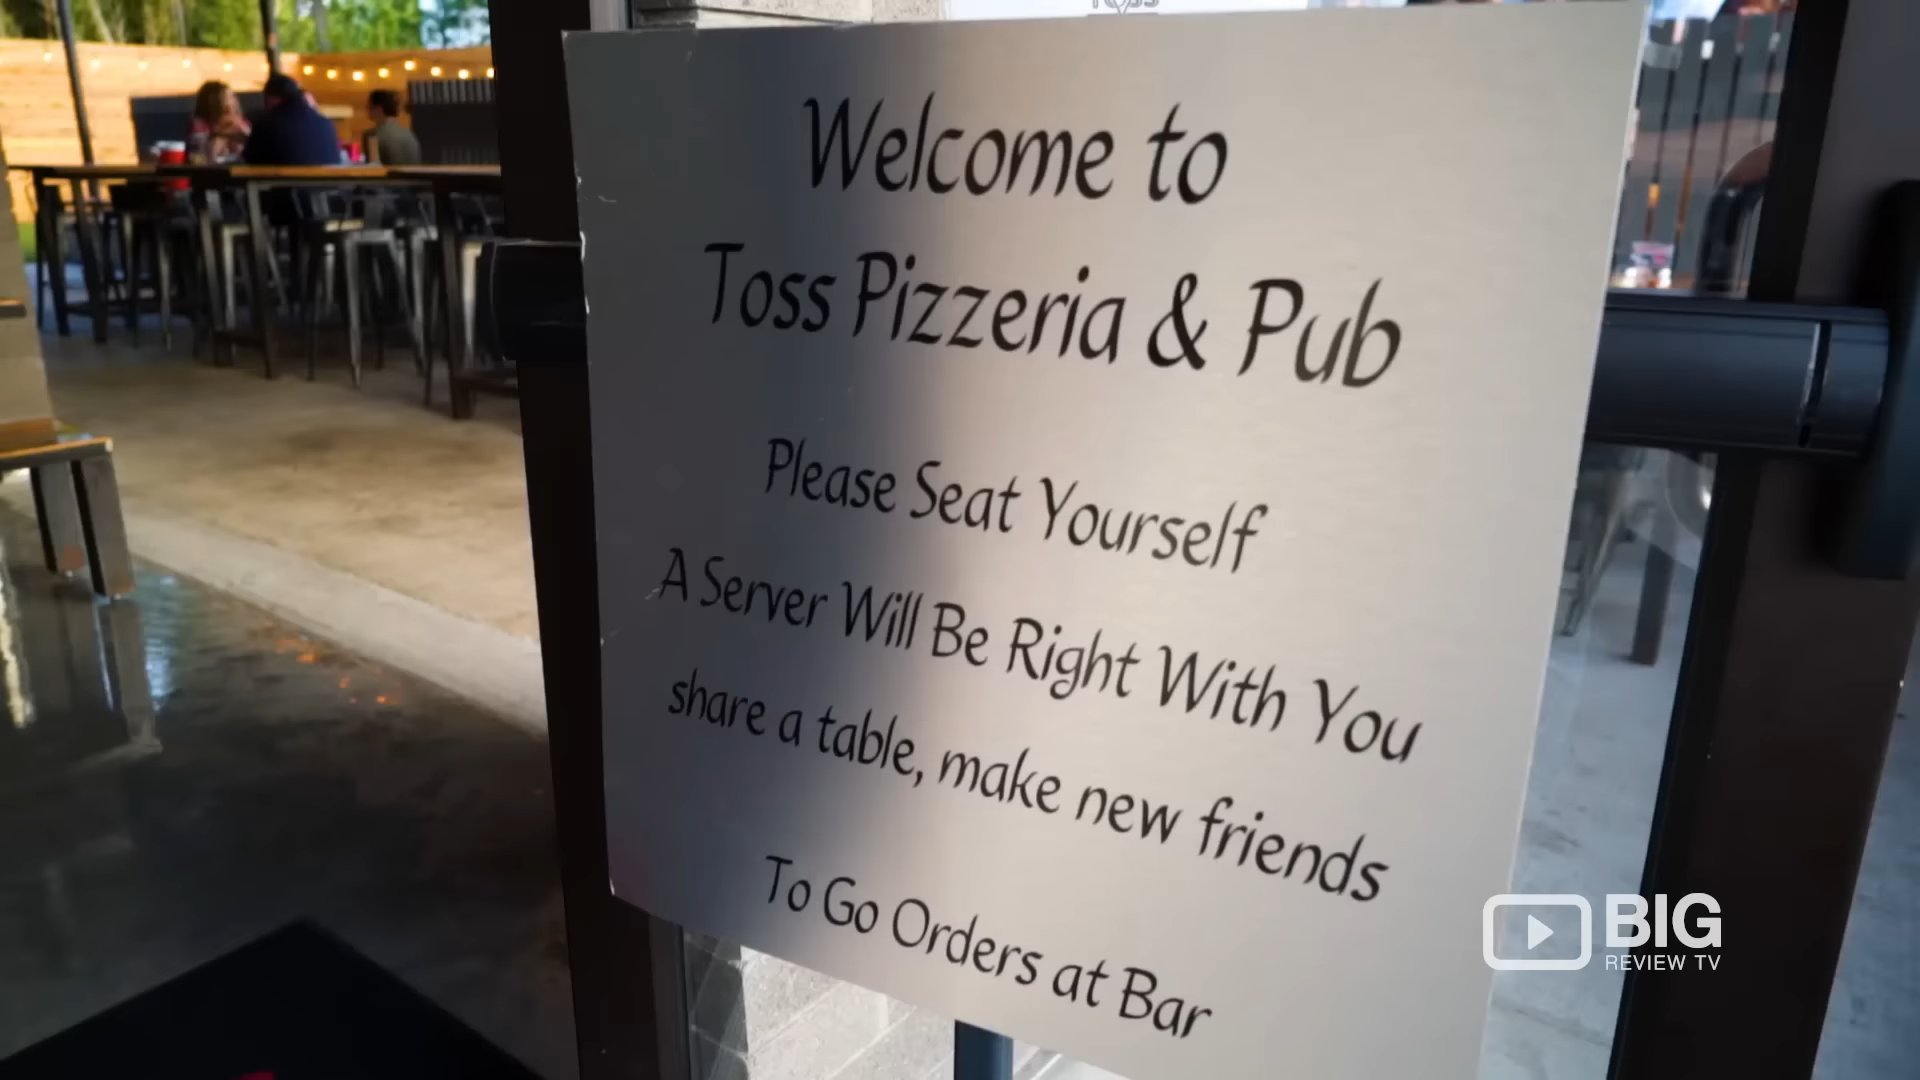 TOSS
Welcome to
Toss Pizzeria & Pub
Please Seat Yourself
A Server Will Be Right With You
share a table, make new friends
To Go Orders at Bar
BIG
REVIEW TV